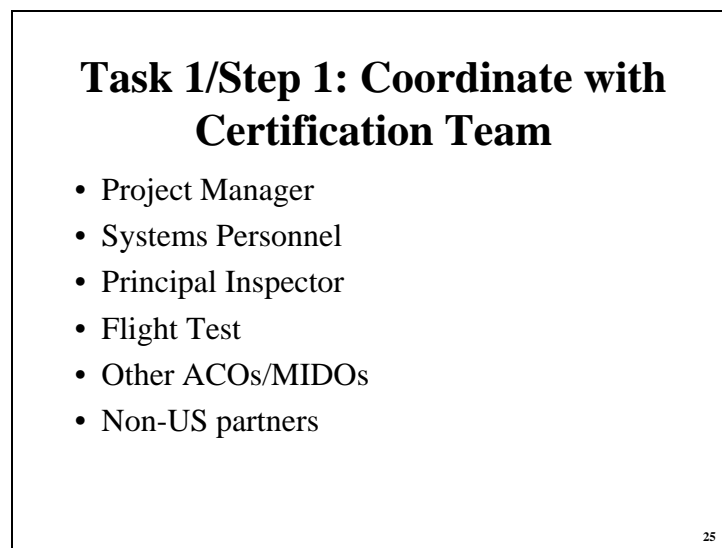 Task 1/Step 1: Coordinate with
Certification Team
• Project Manager
• Systems Personnel
• Principal Inspector
• Flight Test
• Other ACOs/MIDOs
• Non-US partners
25